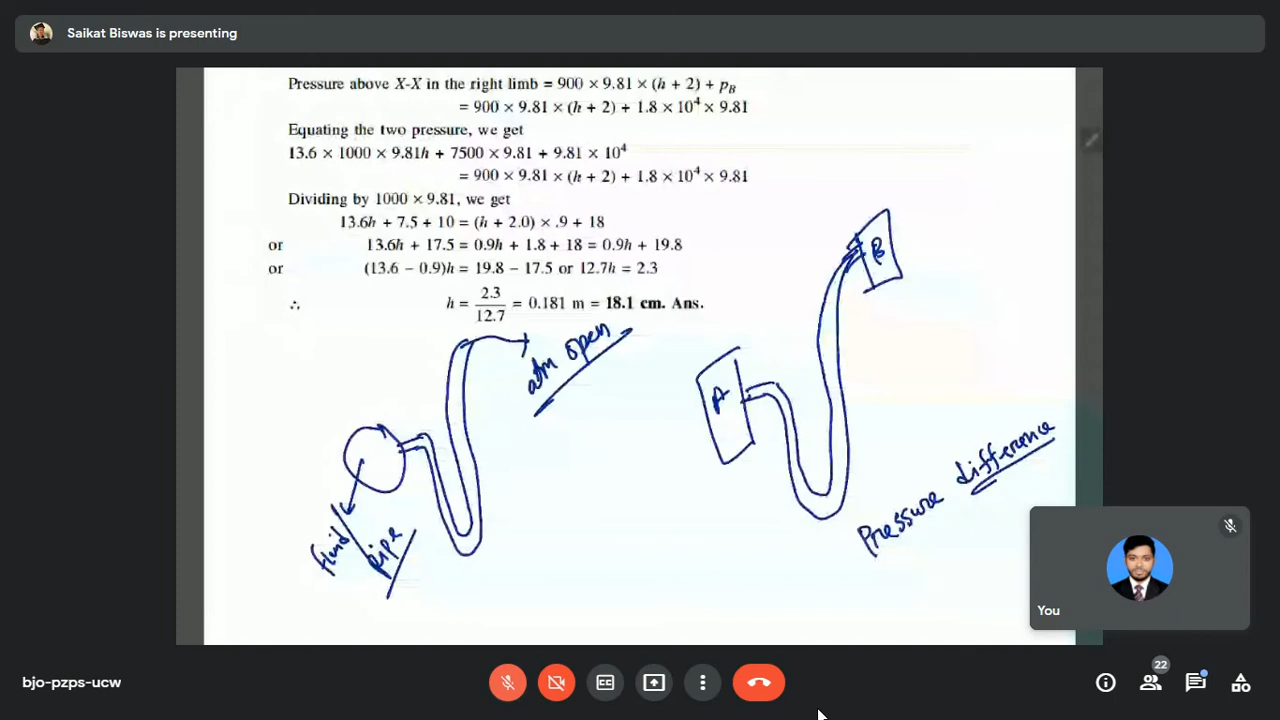 Saikat Biswas is presenting
Pressure above X-X in the right limb = 900 × 9.81 × (h + 2) + p_B
= 900 × 9.81 × (h + 2) + 1.8 × 10⁴ × 9.81
Equating the two pressure, we get
13.6 × 1000 × 9.81h + 7500 × 9.81 + 9.81 × 10⁴
= 900 × 9.81 × (h + 2) + 1.8 × 10⁴ × 9.81
Dividing by 1000 × 9.81, we get
13.6h + 7.5 + 10 = (h + 2.0) × .9 + 18
or 13.6h + 17.5 = 0.9h + 1.8 + 18 = 0.9h + 19.8
or (13.6 – 0.9)h = 19.8 – 17.5 or 12.7h = 2.3
∴ h = 2.3/12.7 = 0.181 m = 18.1 cm. Ans.
atm open
B
A
fluid
pipe
Pressure difference
You
bjo-pzps-ucw
CC
22